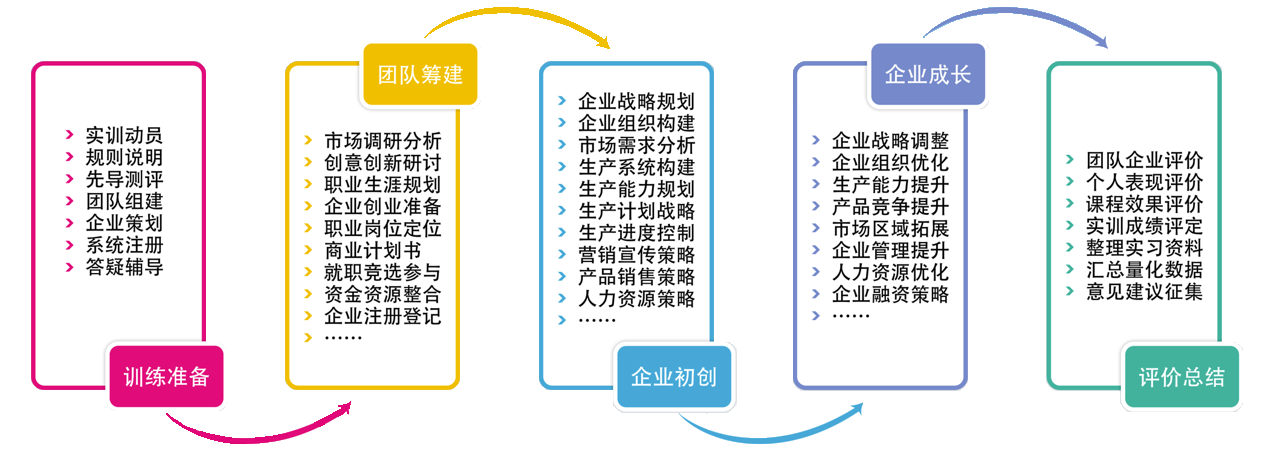 实训动员
规则说明
先导测评
团队组建
企业策划
系统注册
答疑辅导
训练准备
团队筹建
市场调研分析
创意创新研讨
职业生涯规划
企业创业准备
职业岗位定位
商业计划书
就职竞选参与
资金资源整合
企业注册登记
……
企业战略规划
企业组织构建
市场需求分析
生产系统构建
生产能力规划
生产计划战略
生产进度控制
营销宣传策略
产品销售策略
人力资源策略
……
企业初创
企业成长
企业战略调整
企业组织优化
生产能力提升
产品竞争提升
市场区域拓展
企业管理提升
人力资源优化
企业融资策略
……
团队企业评价
个人表现评价
课程效果评价
实训成绩评定
整理实习资料
汇总量化数据
意见建议征集
评价总结